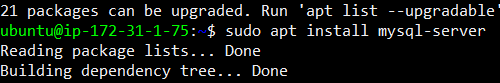 21 packages can be upgraded. Run 'apt list --upgradable'
ubuntu@ip-172-31-1-75:~$ sudo apt install mysql-server
Reading package lists... Done
Building dependency tree... Done